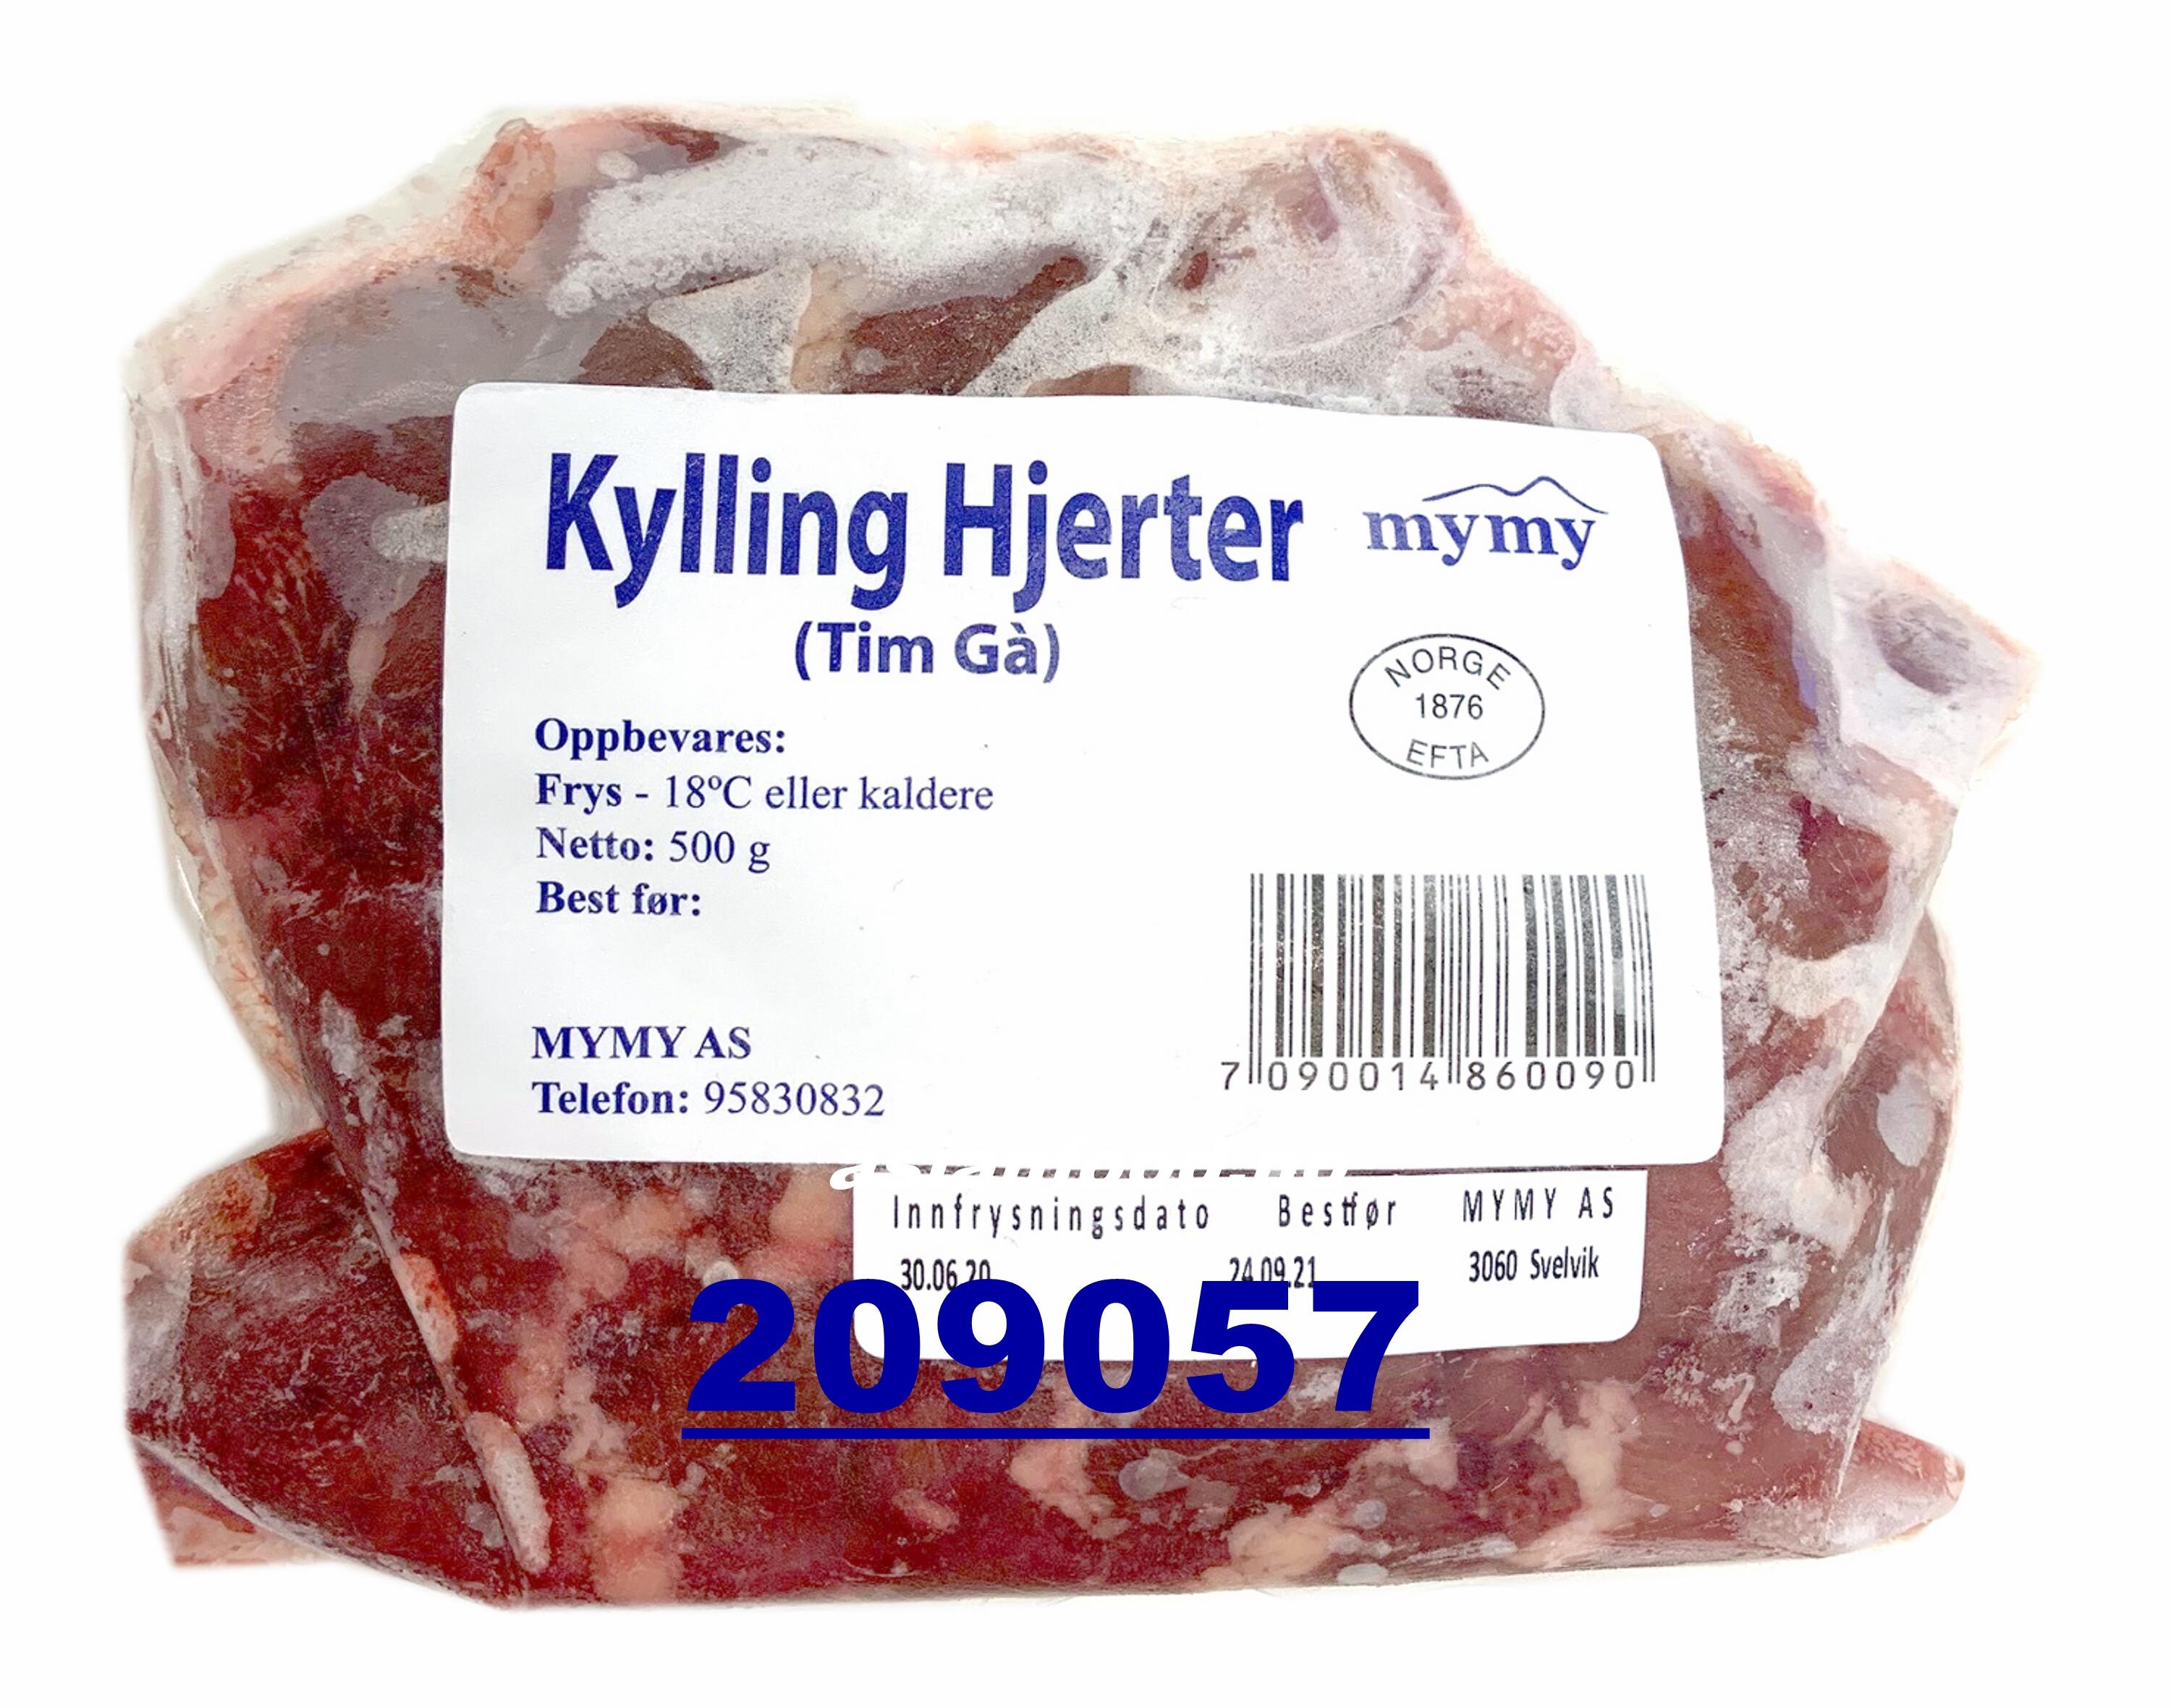 Kylling Hjerter
mymy
(Tim Gà)
NORGE
1876
EFTA
Oppbevares:
Frys - 18ºC eller kaldere
Netto: 500 g
Best før:
MYMY AS
Telefon: 95830832
7 090014 860090
Innfrysningsdato Bestfør MYMY AS
30.06.20 24.09.21 3060 Svelvik
209057